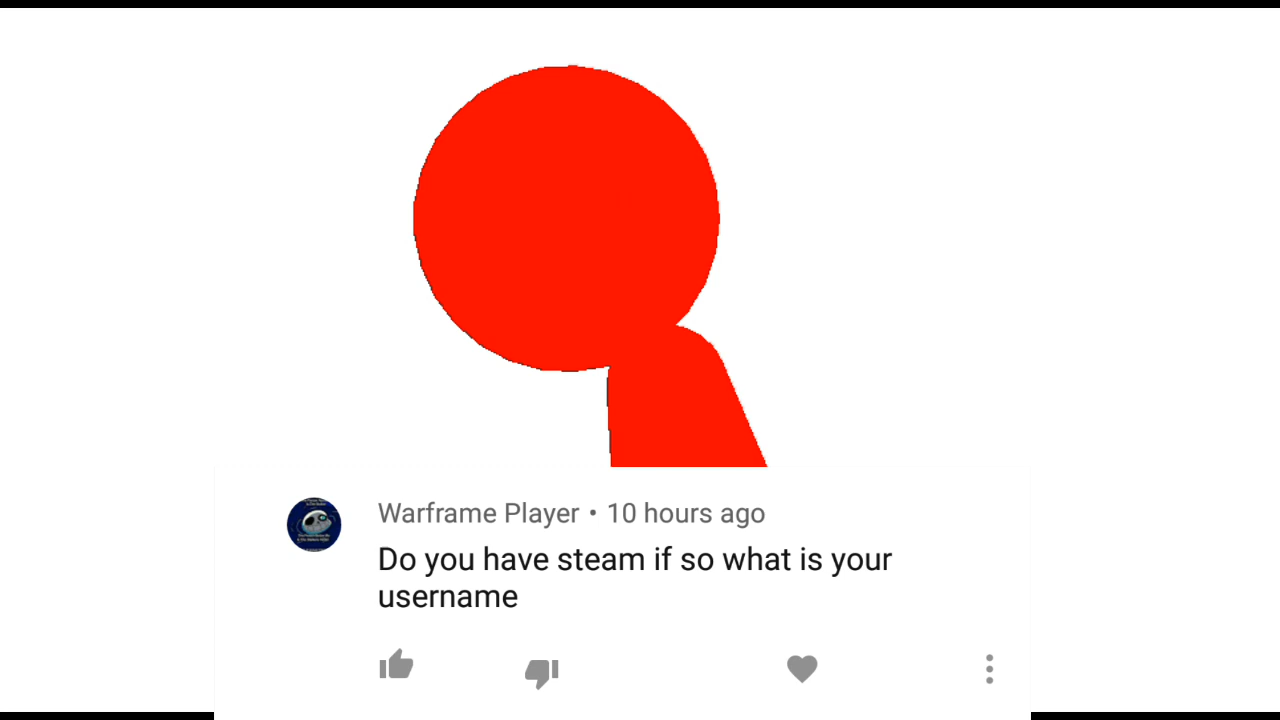 Warframe Player • 10 hours ago
Do you have steam if so what is your
username